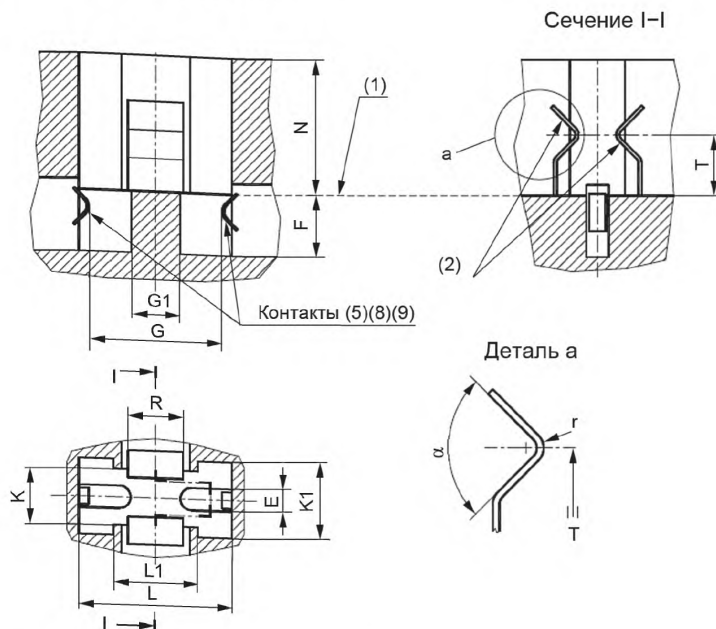 Сечение I–I
(1)
N
a
T
F
(2)
G1
G
Контакты (5)(8)(9)
Деталь a
I
R
r
α
K
E
K1
T
L1
L
I